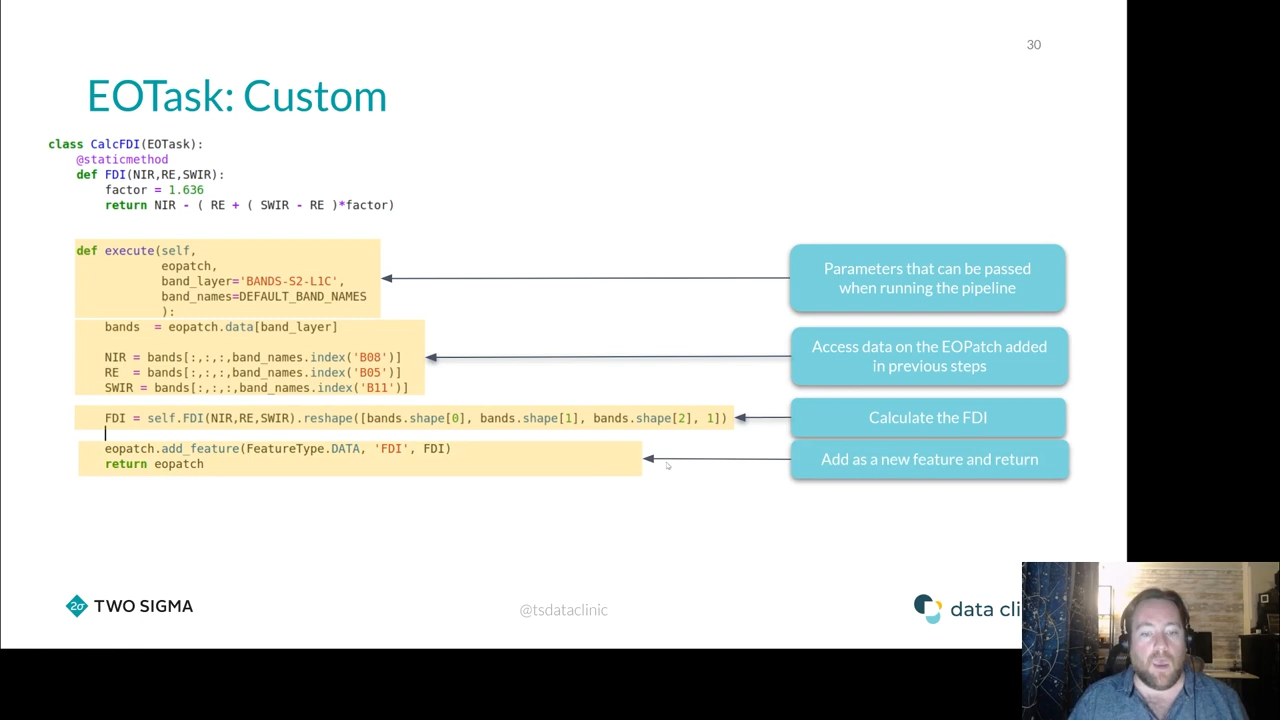 30
EOTask: Custom
class CalcFDI(EOTask):
@staticmethod
def FDI(NIR,RE,SWIR):
factor = 1.636
return NIR - ( RE + ( SWIR - RE )*factor)
def execute(self,
eopatch,
band_layer='BANDS-S2-L1C',
band_names=DEFAULT_BAND_NAMES
):
Parameters that can be passed
when running the pipeline
bands = eopatch.data[band_layer]
NIR = bands[:,:,:,band_names.index('B08')]
RE = bands[:,:,:,band_names.index('B05')]
SWIR = bands[:,:,:,band_names.index('B11')]
Access data on the EOPatch added
in previous steps
FDI = self.FDI(NIR,RE,SWIR).reshape([bands.shape[0], bands.shape[1], bands.shape[2], 1])
Calculate the FDI
eopatch.add_feature(FeatureType.DATA, 'FDI', FDI)
return eopatch
Add as a new feature and return
2σ TWO SIGMA
@tsdataclinic
data cli